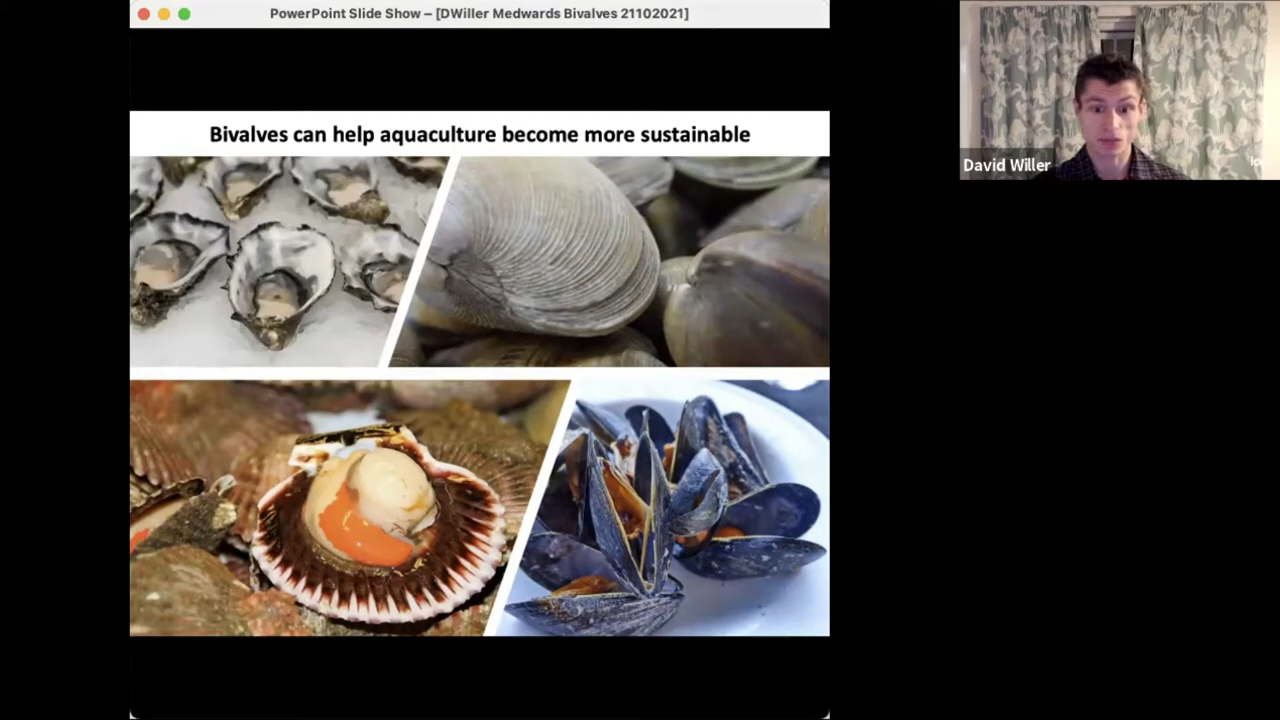 PowerPoint Slide Show – [DWiller Medwards Bivalves 21102021]
Bivalves can help aquaculture become more sustainable
David Willer